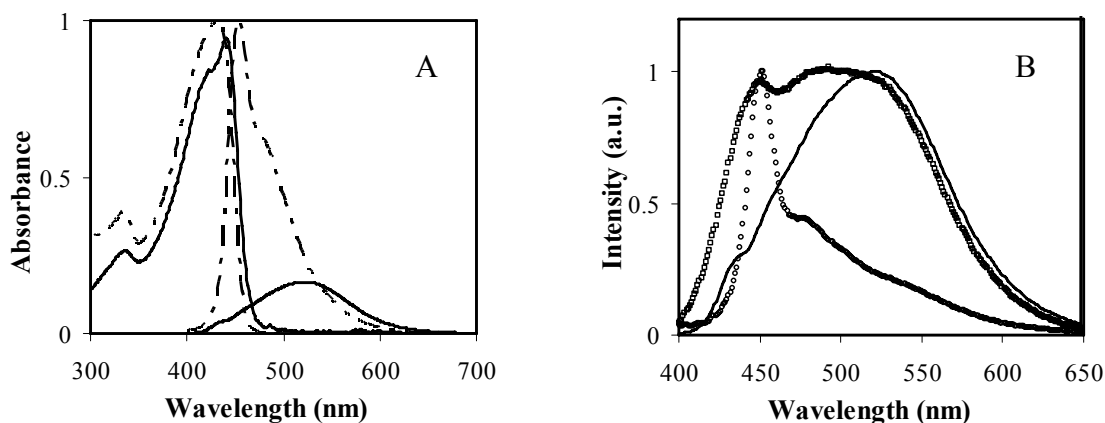 A
Absorbance
1
0.5
0
300 400 500 600 700
Wavelength (nm)
B
Intensity (a.u.)
1
0.5
0
400 450 500 550 600 650
Wavelength (nm)